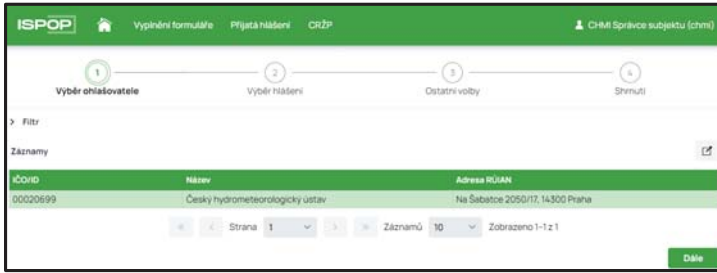 ISPOP Vyplnění formuláře Přijatá hlášení CRŽP CHMI Správce subjektu (chmi)
1 2 3 4
Výběr ohlašovatele Výběr hlášení Ostatní volby Shrnutí
> Filtr
Záznamy
IČO/ID Název Adresa RÚIAN
00020699 Český hydrometeorologický ústav Na Šabatce 2050/17, 14300 Praha
« < Strana 1 > » Záznamů 10 Zobrazeno 1-1 z 1
Dále